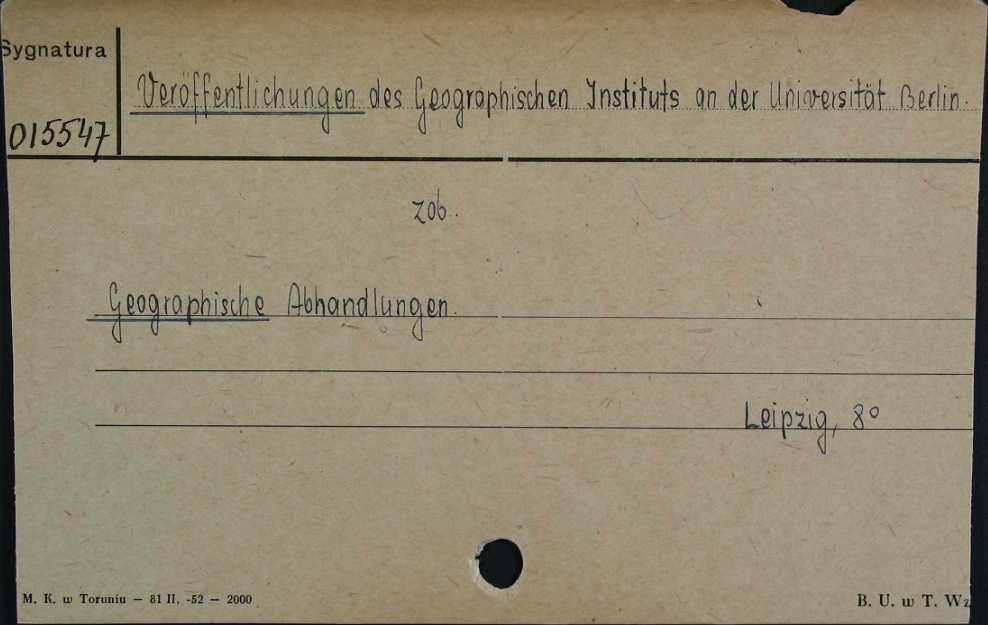 Sygnatura
Veröffentlichungen des Geographischen Instituts an der Universität Berlin.
015547
zob.
Geographische Abhandlungen.
Leipzig, 8°
M. K. w Toruniu — 81 II. -52 — 2000
B. U. w T. Wz